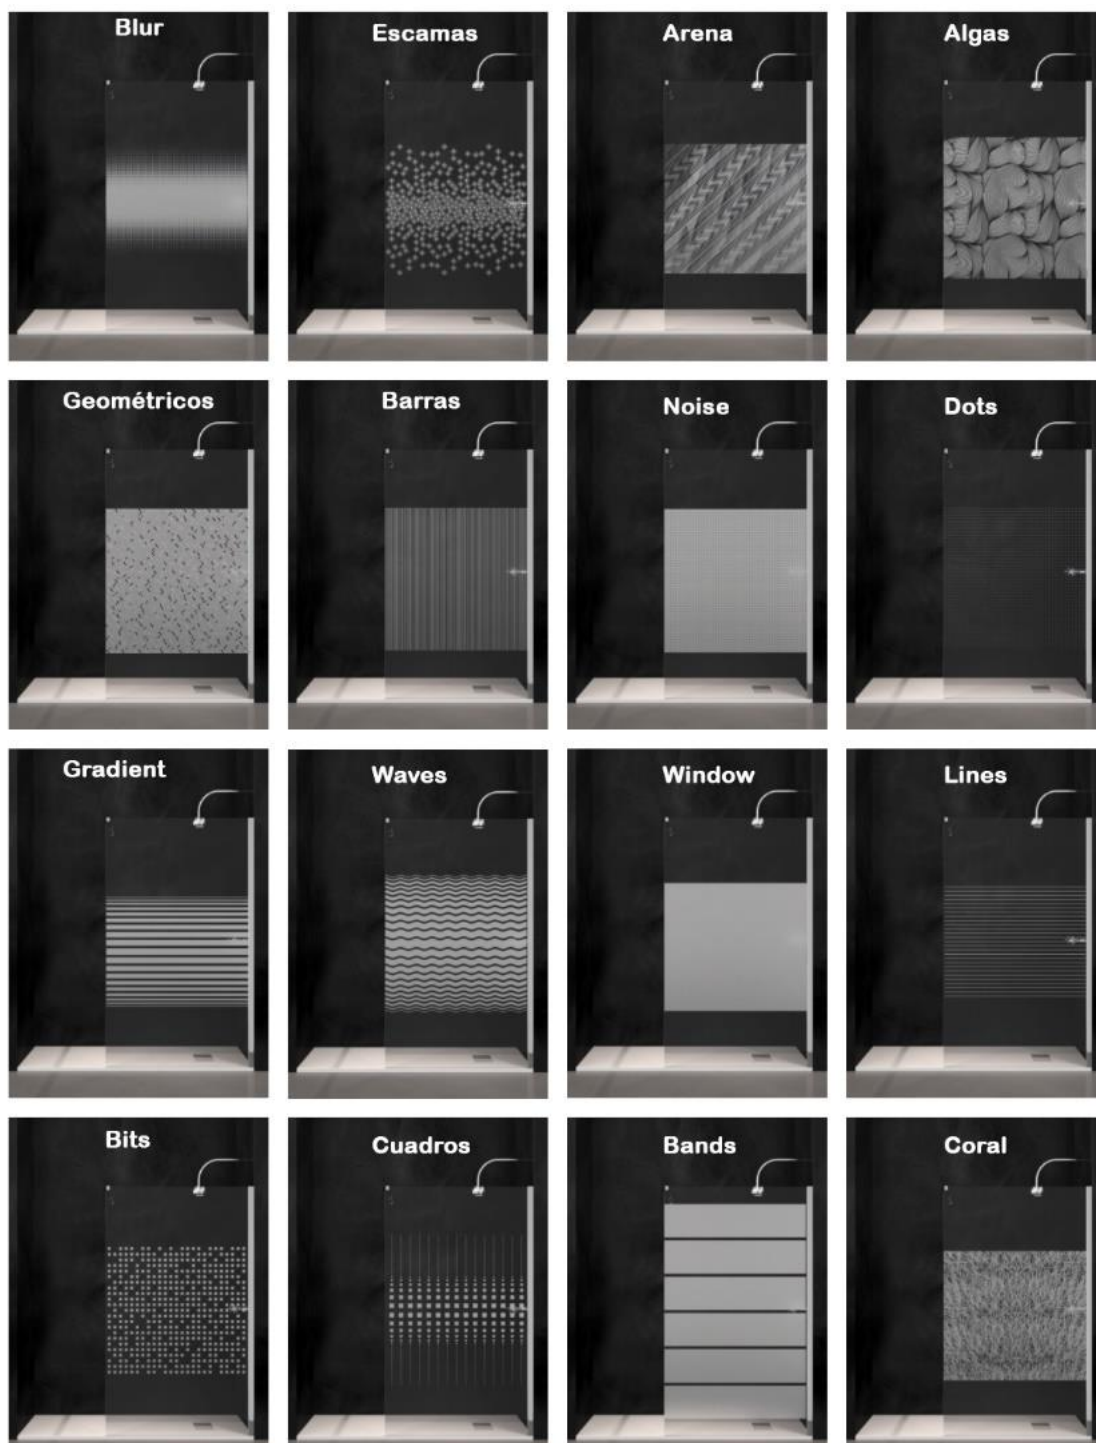 Blur
Escamas
Arena
Algas
Geométricos
Barras
Noise
Dots
Gradient
Waves
Window
Lines
Bits
Cuadros
Bands
Coral